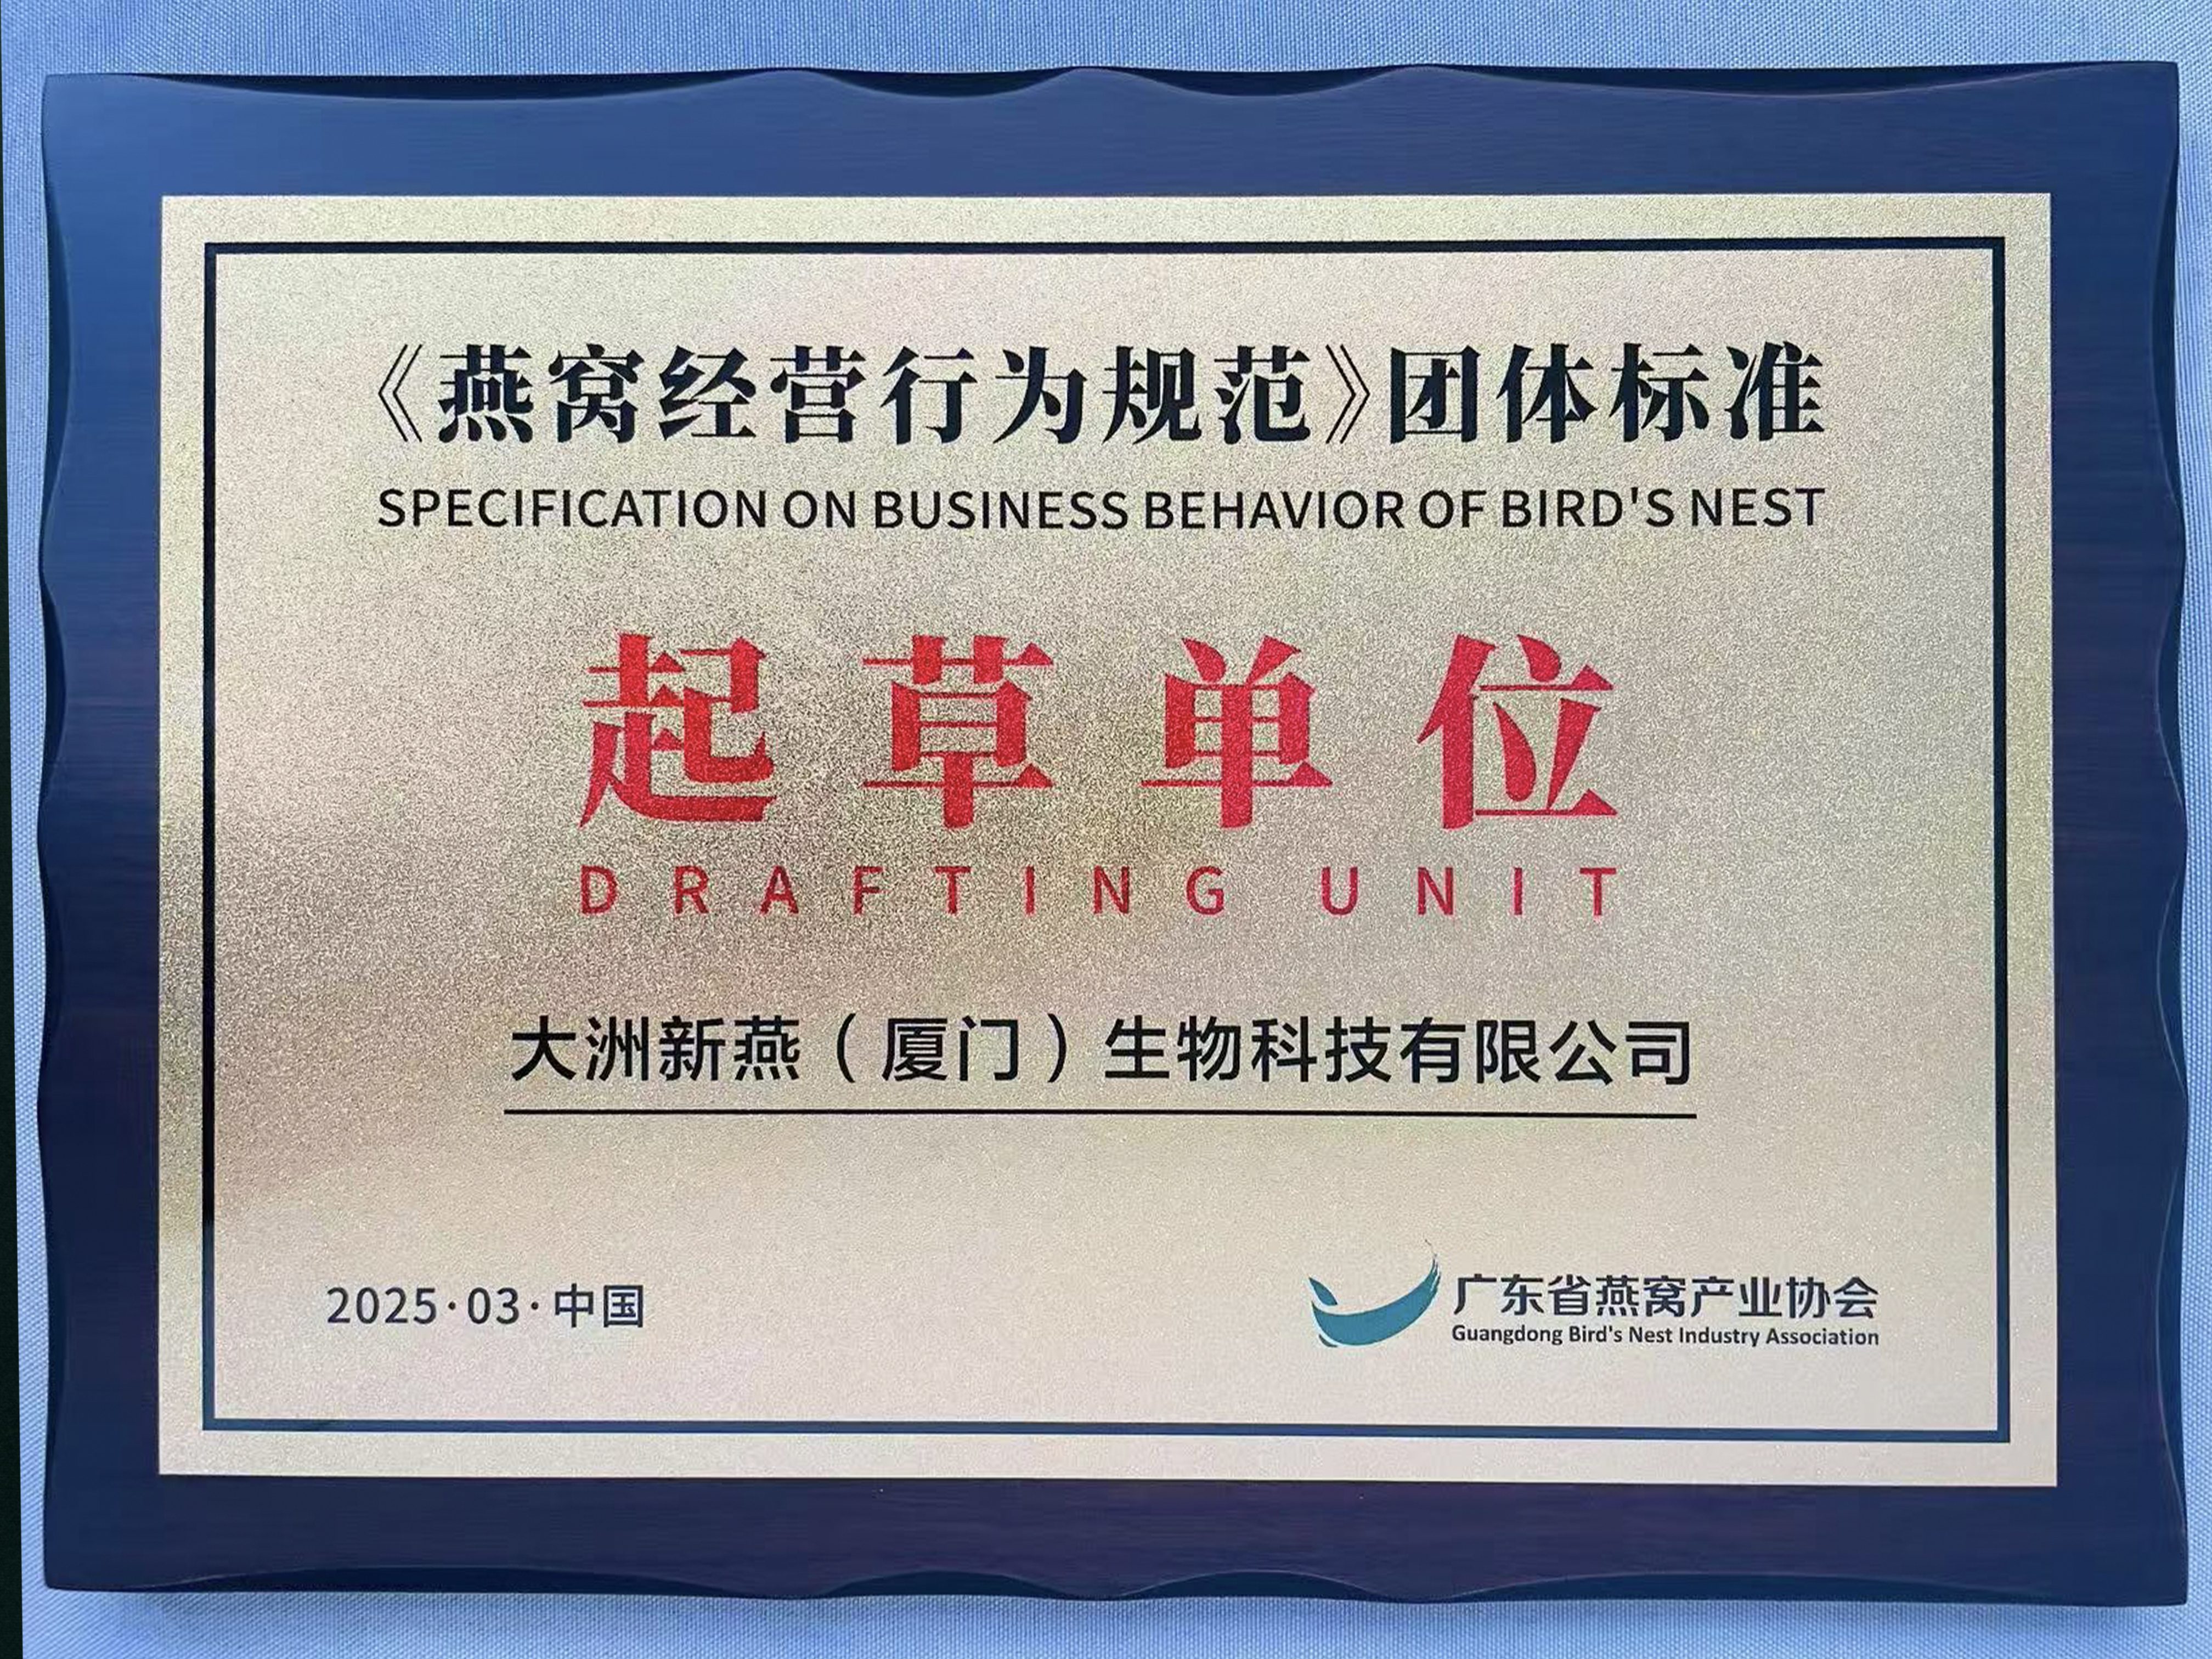 《燕窝经营行为规范》团体标准
SPECIFICATION ON BUSINESS BEHAVIOR OF BIRD'S NEST
起草单位
DRAFTING UNIT
大洲新燕（厦门）生物科技有限公司
2025·03·中国
广东省燕窝产业协会
Guangdong Bird's Nest Industry Association